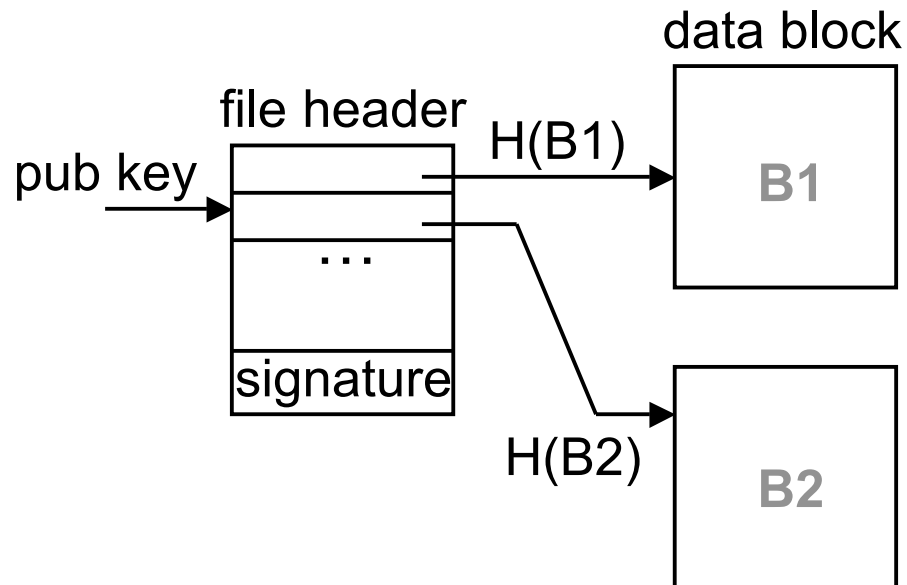 data block
file header
H(B1)
pub key
B1
...
signature
H(B2)
B2